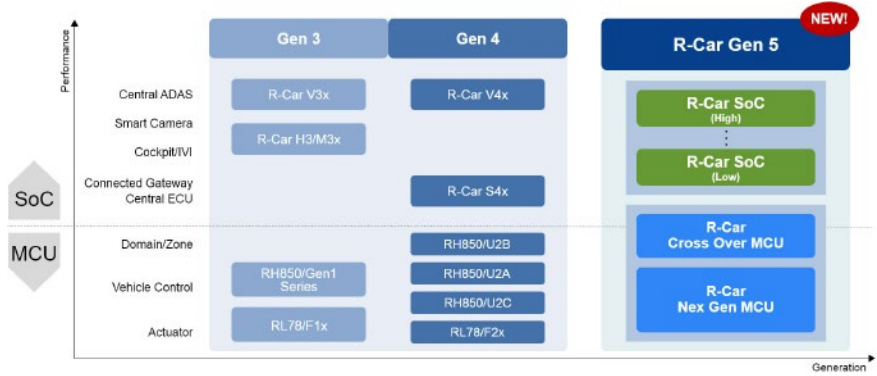 NEW!
Performance
Gen 3
Gen 4
R-Car Gen 5
Central ADAS
R-Car V3x
R-Car V4x
R-Car SoC
(High)
Smart Camera
R-Car H3/M3x
Cockpit/IVI
R-Car SoC
(Low)
Connected Gateway
Central ECU
R-Car S4x
SoC
MCU
Domain/Zone
RH850/U2B
R-Car
Cross Over MCU
Vehicle Control
RH850/Gen1
Series
RH850/U2A
RH850/U2C
R-Car
Nex Gen MCU
Actuator
RL78/F1x
RL78/F2x
Generation